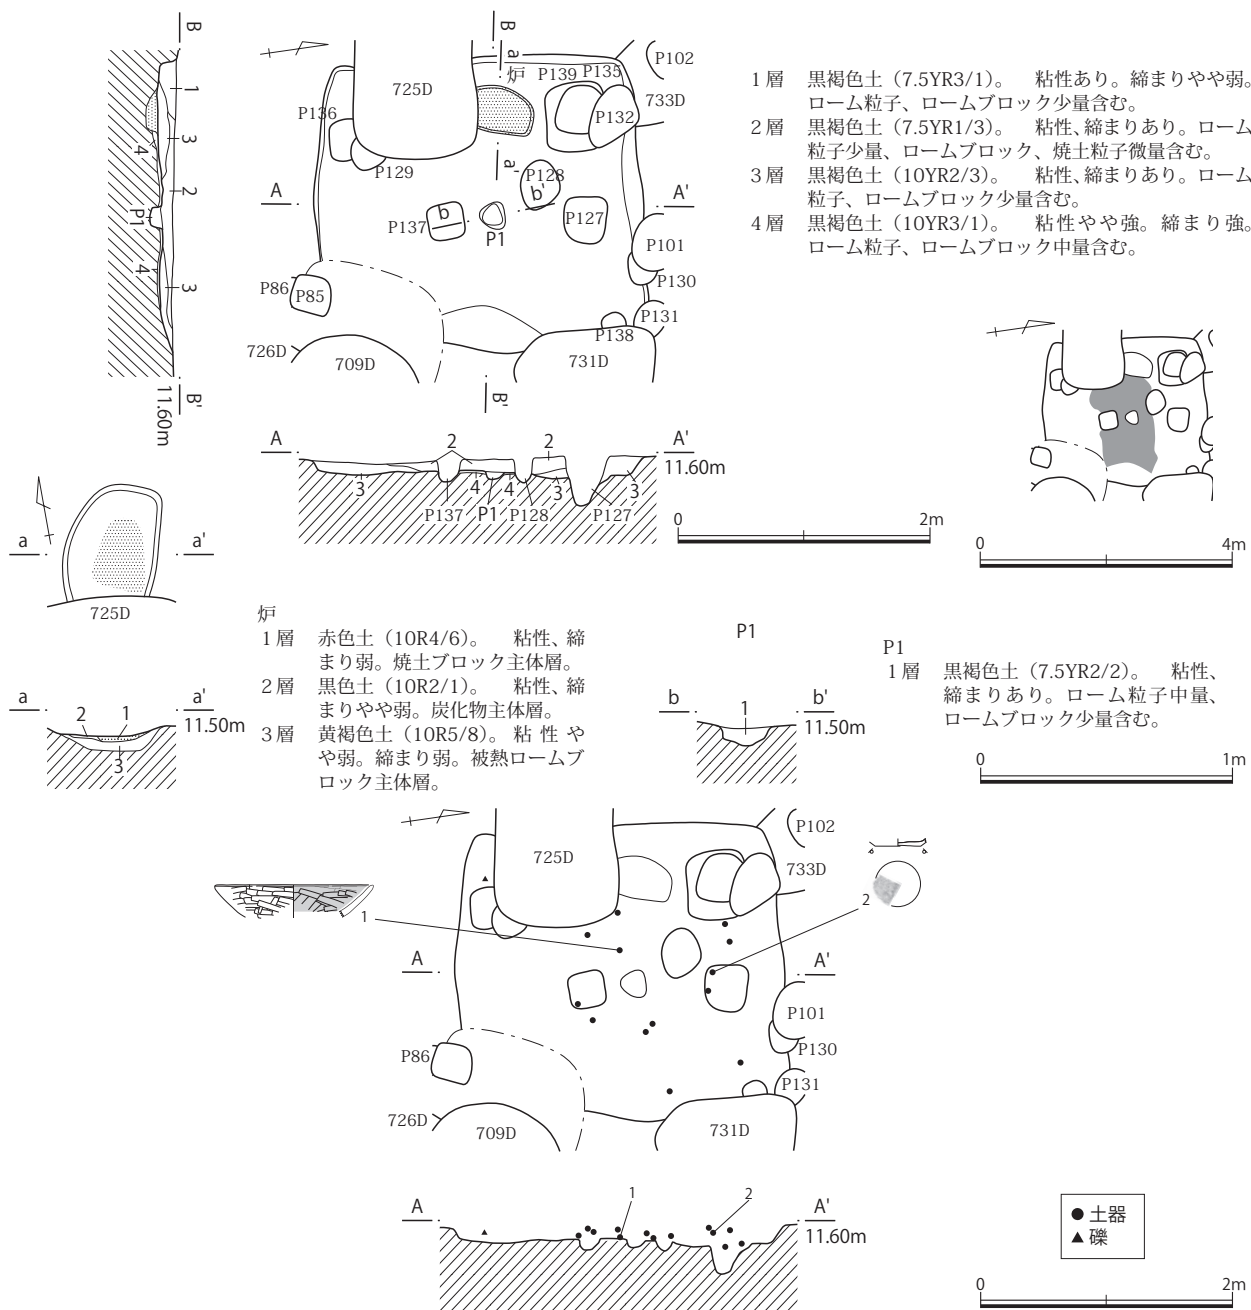 B
1
3
4
2
P1
4
3
B'
11.60m
B
a
炉
P139
P135
P102
725D
733D
P136
P132
P129
a'
P128
A
A'
b
b'
P137
P1
P127
P101
P130
P86
P85
P131
P138
726D
709D
731D
B'
1層 黒褐色土（7.5YR3/1）。 粘性あり。締まりやや弱。
ローム粒子、ロームブロック少量含む。
2層 黒褐色土（7.5YR1/3）。 粘性、締まりあり。ローム
粒子少量、ロームブロック、焼土粒子微量含む。
3層 黒褐色土（10YR2/3）。 粘性、締まりあり。ローム
粒子、ロームブロック少量含む。
4層 黒褐色土（10YR3/1）。 粘性やや強。締まり強。
ローム粒子、ロームブロック中量含む。
A
2
2
A'
11.60m
3
4
4
3
3
P137
P1
P128
P127
0
2m
0
4m
a
a'
725D
a
2
1
a'
11.50m
3
炉
1層 赤色土（10R4/6）。 粘性、締
まり弱。焼土ブロック主体層。
2層 黒色土（10R2/1）。 粘性、締
まりやや弱。炭化物主体層。
3層 黄褐色土（10R5/8）。粘性や
や弱。締まり弱。被熱ロームブ
ロック主体層。
P1
b
1
b'
11.50m
P1
1層 黒褐色土（7.5YR2/2）。 粘性、
締まりあり。ローム粒子中量、
ロームブロック少量含む。
0
1m
P102
725D
733D
1
2
A
A'
P101
P86
P130
P131
726D
709D
731D
A
1
2
A'
11.60m
土器
礫
0
2m